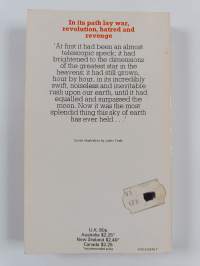 In its path lay war,
revolution, hatred and
revenge
'At first it had been an almost
telescopic speck; it had
brightened to the dimensions
of the greatest star in the
heavens; it had still grown,
hour by hour, in its incredibly
swift, noiseless and inevitable
rush upon our earth, until it had
equalled and surpassed the
moon. Now it was the most
splendid thing this sky of earth
has ever held . . .'
U.K. 80p
Australia $2.25*
New Zealand $2.40*
Canada $2.25